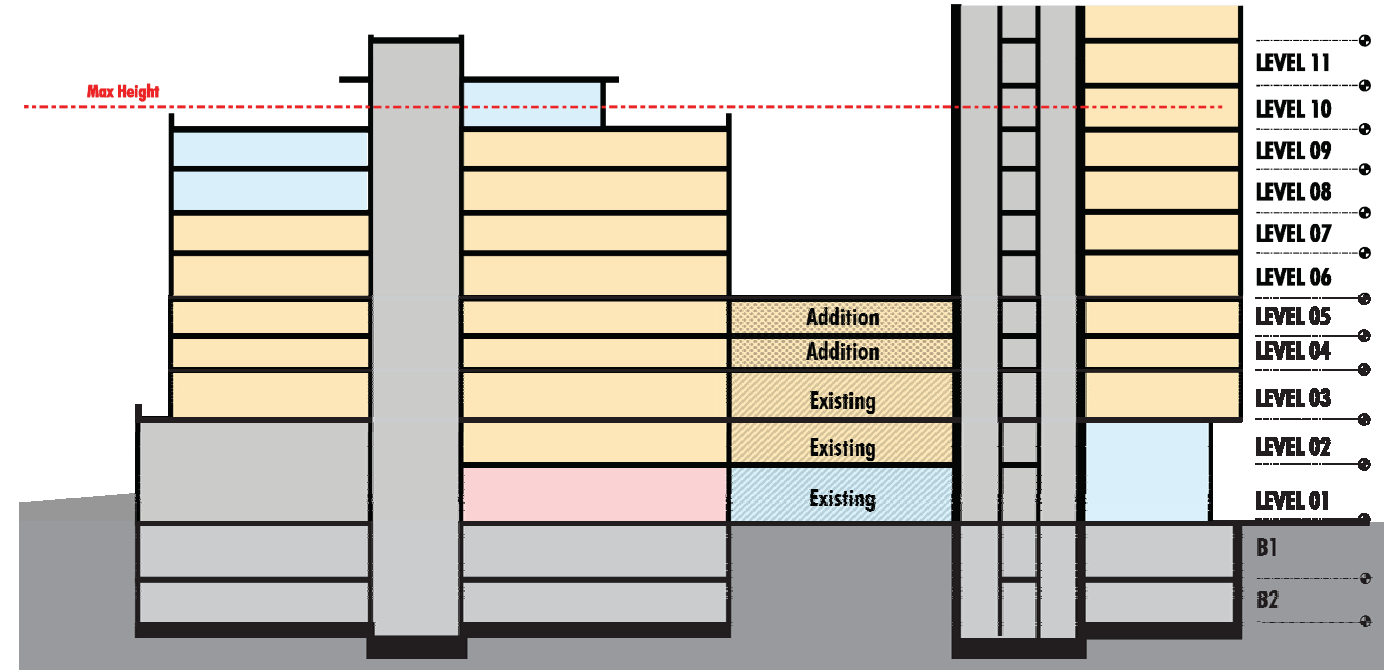 Max Height
LEVEL 11
LEVEL 10
LEVEL 09
LEVEL 08
LEVEL 07
LEVEL 06
Addition
LEVEL 05
Addition
LEVEL 04
Existing
LEVEL 03
Existing
LEVEL 02
Existing
LEVEL 01
B1
B2